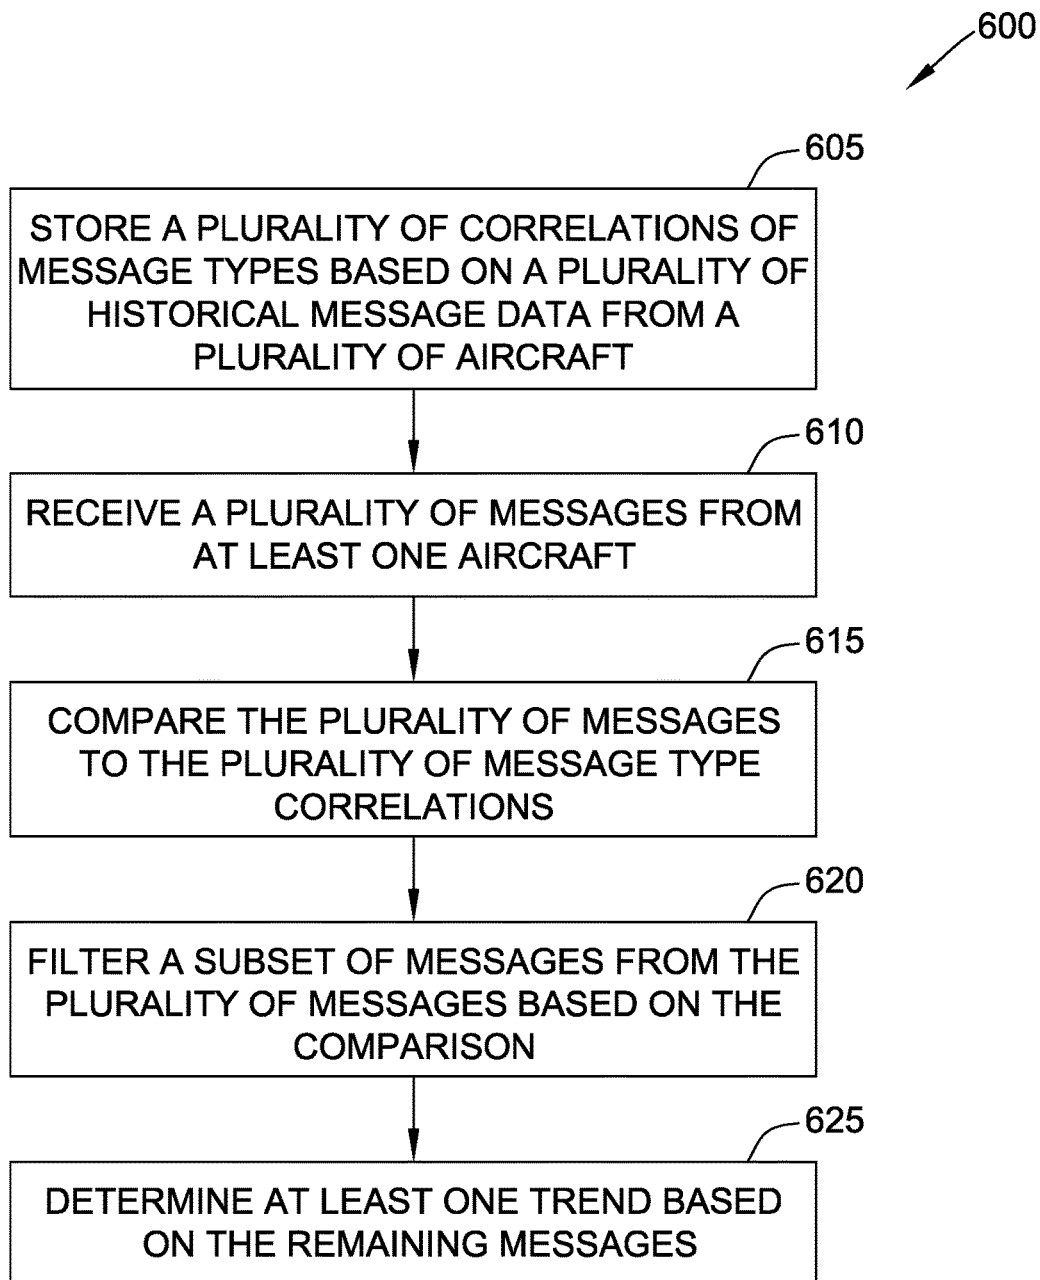 600
605
STORE A PLURALITY OF CORRELATIONS OF
MESSAGE TYPES BASED ON A PLURALITY OF
HISTORICAL MESSAGE DATA FROM A
PLURALITY OF AIRCRAFT
610
RECEIVE A PLURALITY OF MESSAGES FROM
AT LEAST ONE AIRCRAFT
615
COMPARE THE PLURALITY OF MESSAGES
TO THE PLURALITY OF MESSAGE TYPE
CORRELATIONS
620
FILTER A SUBSET OF MESSAGES FROM THE
PLURALITY OF MESSAGES BASED ON THE
COMPARISON
625
DETERMINE AT LEAST ONE TREND BASED
ON THE REMAINING MESSAGES